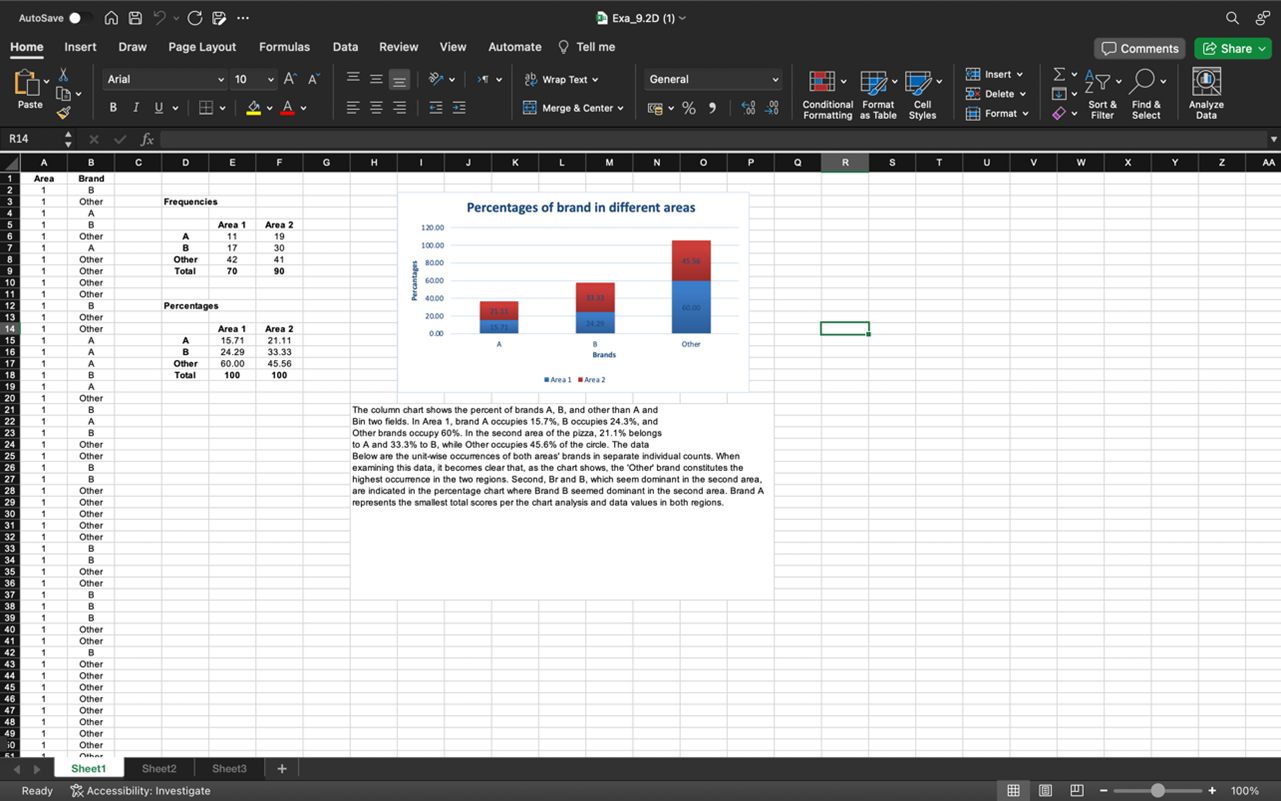 AutoSave
Exa_9.2D (1)
Home Insert Draw Page Layout Formulas Data Review View Automate Tell me
Comments Share
Paste
Arial 10
B I U A
Wrap Text
Merge & Center
General
Conditional Formatting
Format as Table
Cell Styles
Insert
Delete
Format
Sort & Filter
Find & Select
Analyze Data
R14 fx
A B C D E F G H I J K L M N O P Q R S T U V W X Y Z AA
1 Area Brand
2 1 B
3 1 Other Frequencies
4 1 A
5 1 B Area 1 Area 2
6 1 Other A 11 19
7 1 A B 17 30
8 1 Other Other 42 41
9 1 Other Total 70 90
10 1 Other
11 1 Other
12 1 B Percentages
13 1 Other
14 1 Other Area 1 Area 2
15 1 A A 15.71 21.11
16 1 A B 24.29 33.33
17 1 A Other 60.00 45.56
18 1 B Total 100 100
19 1 A
20 1 Other
21 1 B
22 1 A
23 1 B
24 1 Other
25 1 Other
26 1 B
27 1 B
28 1 Other
29 1 Other
30 1 Other
31 1 Other
32 1 Other
33 1 B
34 1 B
35 1 Other
36 1 Other
37 1 B
38 1 B
39 1 B
40 1 Other
41 1 Other
42 1 B
43 1 Other
44 1 Other
45 1 Other
46 1 Other
47 1 Other
48 1 Other
49 1 Other
50 1 Other
51 1 Other
Percentages of brand in different areas
120.00
100.00
80.00
60.00
40.00
20.00
0.00
Percantages
21.11
15.71
33.33
24.29
45.56
60.00
A B Other
Brands
Area 1 Area 2
The column chart shows the percent of brands A, B, and other than A and
Bin two fields. In Area 1, brand A occupies 15.7%, B occupies 24.3%, and
Other brands occupy 60%. In the second area of the pizza, 21.1% belongs
to A and 33.3% to B, while Other occupies 45.6% of the circle. The data
Below are the unit-wise occurrences of both areas' brands in separate individual counts. When
examining this data, it becomes clear that, as the chart shows, the 'Other' brand constitutes the
highest occurrence in the two regions. Second, Br and B, which seem dominant in the second area,
are indicated in the percentage chart where Brand B seemed dominant in the second area. Brand A
represents the smallest total scores per the chart analysis and data values in both regions.
Sheet1 Sheet2 Sheet3
Ready Accessibility: Investigate 100%